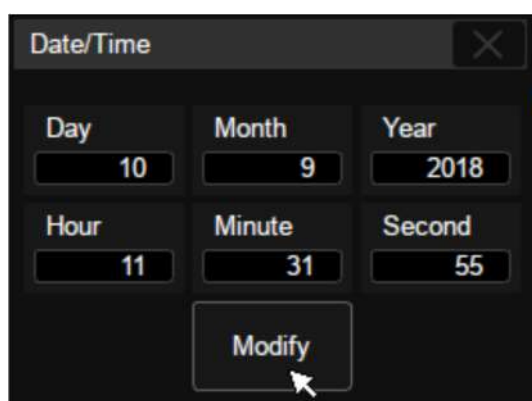 Date/Time
Day Month Year
10 9 2018
Hour Minute Second
11 31 55
Modify